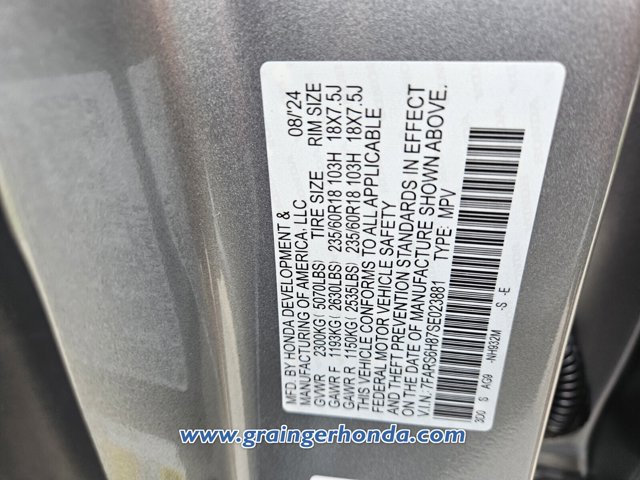 MFD. BY HONDA DEVELOPMENT &
MANUFACTURING OF AMERICA, LLC 08/'24
GVWR 2300KG( 5070LBS) TIRE SIZE RIM SIZE
GAWR F 1193KG( 2630LBS) 235/60R18 103H 18X7.5J
GAWR R 1150KG( 2535LBS) 235/60R18 103H 18X7.5J
THIS VEHICLE CONFORMS TO ALL APPLICABLE
FEDERAL MOTOR VEHICLE SAFETY
AND THEFT PREVENTION STANDARDS IN EFFECT
ON THE DATE OF MANUFACTURE SHOWN ABOVE.
V.I.N.: 7FARS6H87SE023881 TYPE: MPV
300 S AG9 -NH932M -S -E
www.graingerhonda.com